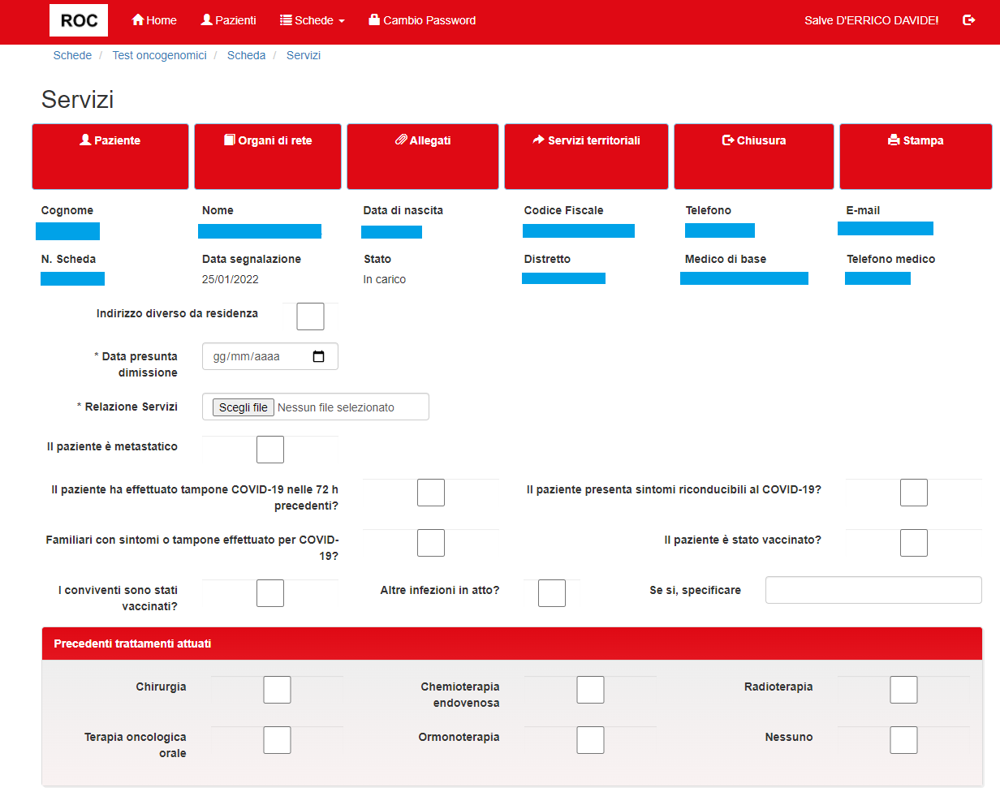 ROC Home Pazienti Schede Cambio Password Salve D'ERRICO DAVIDE!
Schede / Test oncogenomici / Scheda / Servizi
Servizi
Paziente Organi di rete Allegati Servizi territoriali Chiusura Stampa
Cognome Nome Data di nascita Codice Fiscale Telefono E-mail
N. Scheda Data segnalazione Stato Distretto Medico di base Telefono medico
25/01/2022 In carico
Indirizzo diverso da residenza
* Data presunta
dimissione
gg/mm/aaaa
* Relazione Servizi Scegli file Nessun file selezionato
Il paziente è metastatico
Il paziente ha effettuato tampone COVID-19 nelle 72 h
precedenti?
Il paziente presenta sintomi riconducibili al COVID-19?
Familiari con sintomi o tampone effettuato per COVID-
19?
Il paziente è stato vaccinato?
I conviventi sono stati
vaccinati?
Altre infezioni in atto?
Se si, specificare
Precedenti trattamenti attuati
Chirurgia
Chemioterapia
endovenosa
Radioterapia
Terapia oncologica
orale
Ormonoterapia
Nessuno